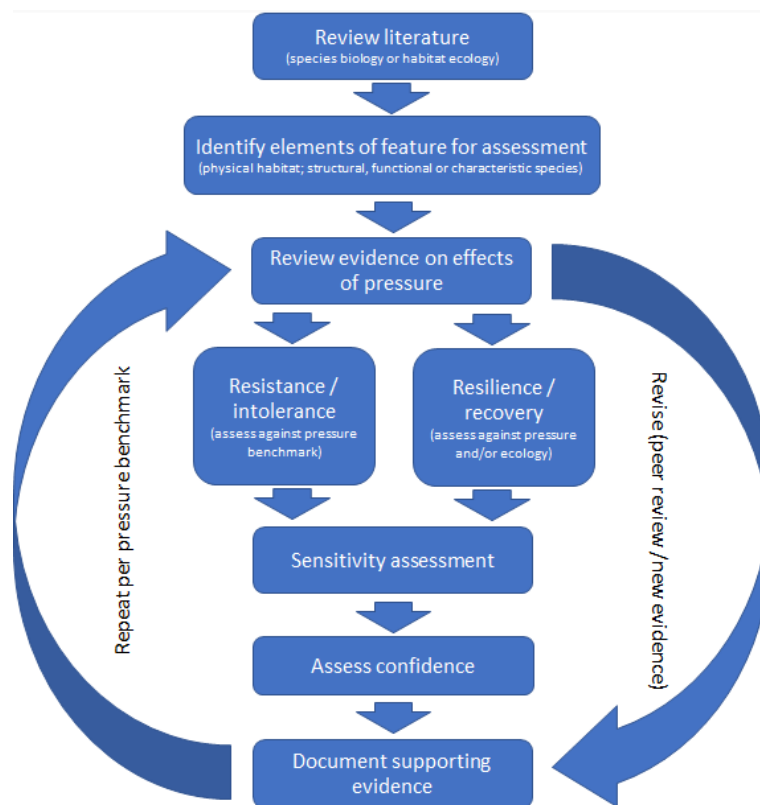 Review literature
(species biology or habitat ecology)
Identify elements of feature for assessment
(physical habitat; structural, functional or characteristic species)
Review evidence on effects
of pressure
Resistance /
intolerance
(assess against pressure
benchmark)
Resilience /
recovery
(assess against pressure
and/or ecology)
Sensitivity assessment
Assess confidence
Document supporting
evidence
Repeat per pressure benchmark
Revise (peer review /new evidence)